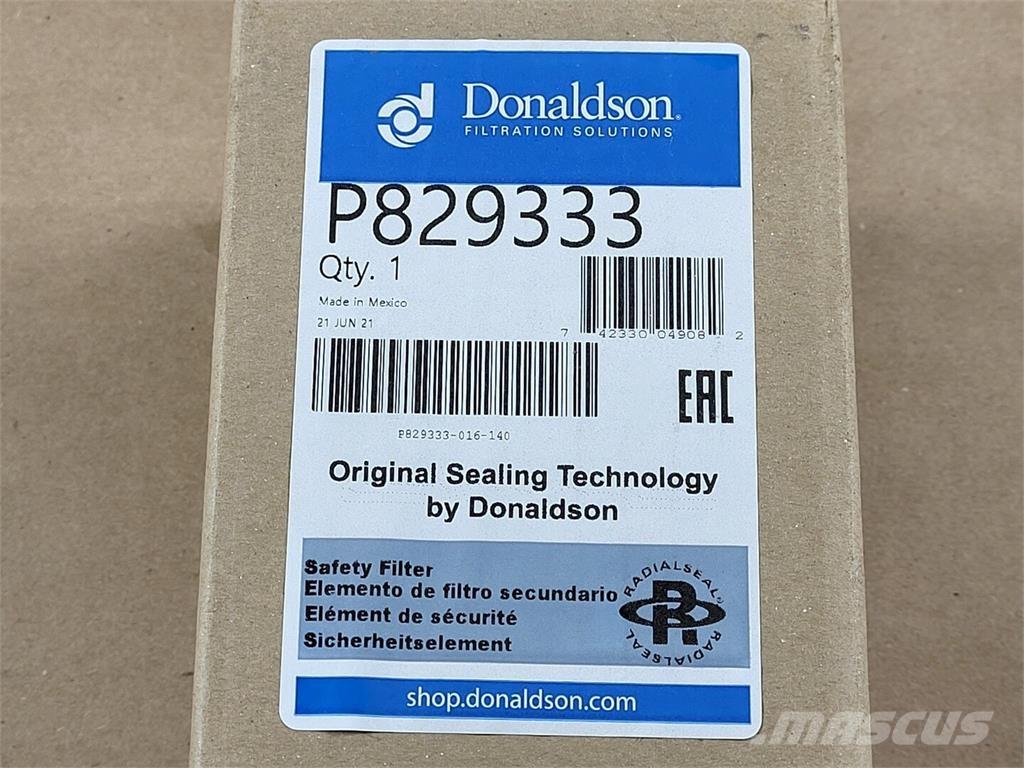 Donaldson®
FILTRATION SOLUTIONS
P829333
Qty. 1
Made in Mexico
21 JUN 21
7 42330 04908 2
P829333-016-140
EAC
Original Sealing Technology
by Donaldson
Safety Filter
Elemento de filtro secundario
Elément de sécurité
Sicherheitselement
RADIALSEAL
RADIALSEAL
shop.donaldson.com
MASCUS